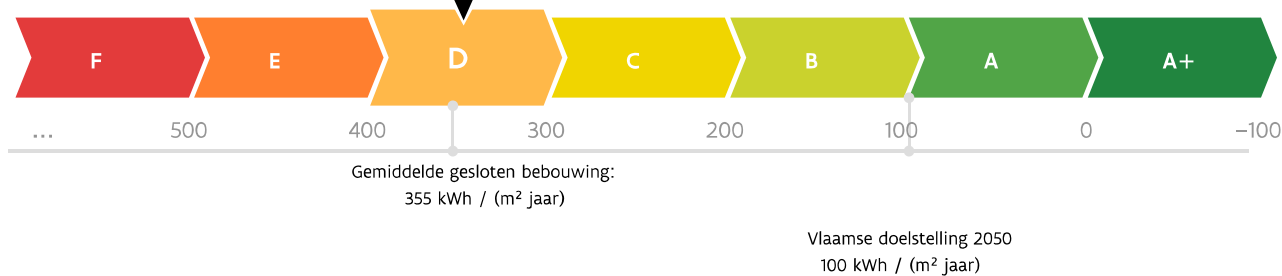 F E D C B A A+
... 500 400 300 200 100 0 −100
Gemiddelde gesloten bebouwing:
355 kWh / (m² jaar)
Vlaamse doelstelling 2050
100 kWh / (m² jaar)